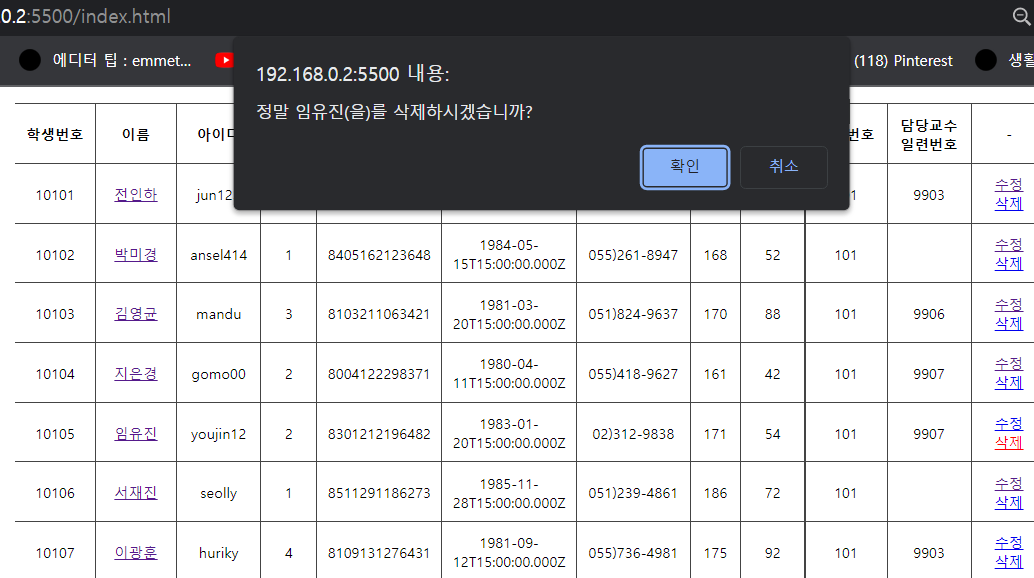 0.2:5500/index.html
에디터 팁 : emmet... (118) Pinterest 생활
192.168.0.2:5500 내용:
정말 임유진(을)를 삭제하시겠습니까?
확인 취소
학생번호 이름 아이디 번호 담당교수 일련번호 -
10101 전인하 jun12 9903 수정 삭제
10102 박미경 ansel414 1 8405162123648 1984-05-15T15:00:00.000Z 055)261-8947 168 52 101 수정 삭제
10103 김영균 mandu 3 8103211063421 1981-03-20T15:00:00.000Z 051)824-9637 170 88 101 9906 수정 삭제
10104 지은경 gomo00 2 8004122298371 1980-04-11T15:00:00.000Z 055)418-9627 161 42 101 9907 수정 삭제
10105 임유진 youjin12 2 8301212196482 1983-01-20T15:00:00.000Z 02)312-9838 171 54 101 9907 수정 삭제
10106 서재진 seolly 1 8511291186273 1985-11-28T15:00:00.000Z 051)239-4861 186 72 101 수정 삭제
10107 이광훈 huriky 4 8109131276431 1981-09-12T15:00:00.000Z 055)736-4981 175 92 101 9903 수정 삭제